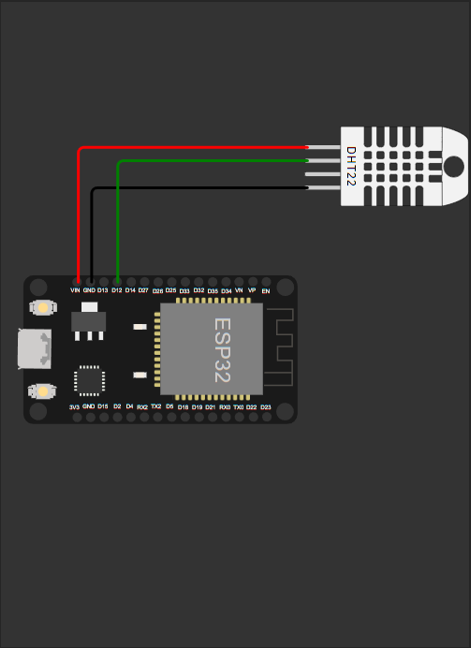 DHT22
VIN GND D13 D12 D14 D27 D26 D25 D33 D32 D35 D34 VN VP EN
ESP32
3V3 GND D15 D2 D4 RX2 TX2 D5 D18 D19 D21 RX0 TX0 D22 D23